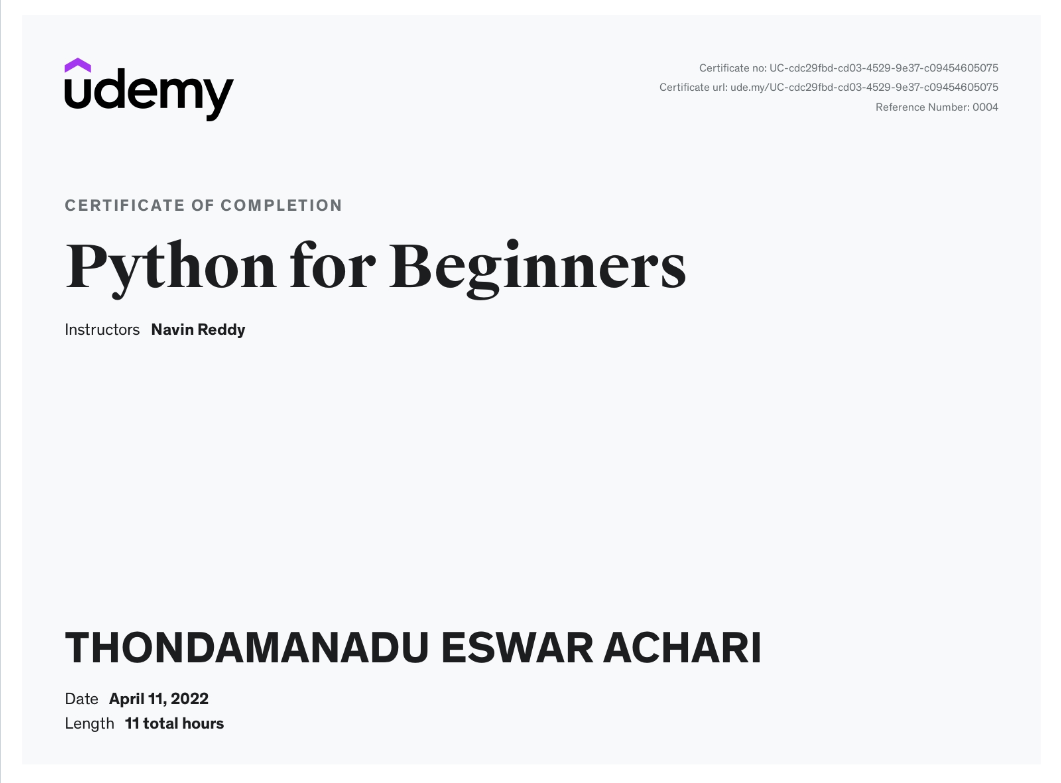 udemy
Certificate no: UC-cdc29fbd-cd03-4529-9e37-c09454605075
Certificate url: ude.my/UC-cdc29fbd-cd03-4529-9e37-c09454605075
Reference Number: 0004
CERTIFICATE OF COMPLETION
Python for Beginners
Instructors Navin Reddy
THONDAMANADU ESWAR ACHARI
Date April 11, 2022
Length 11 total hours